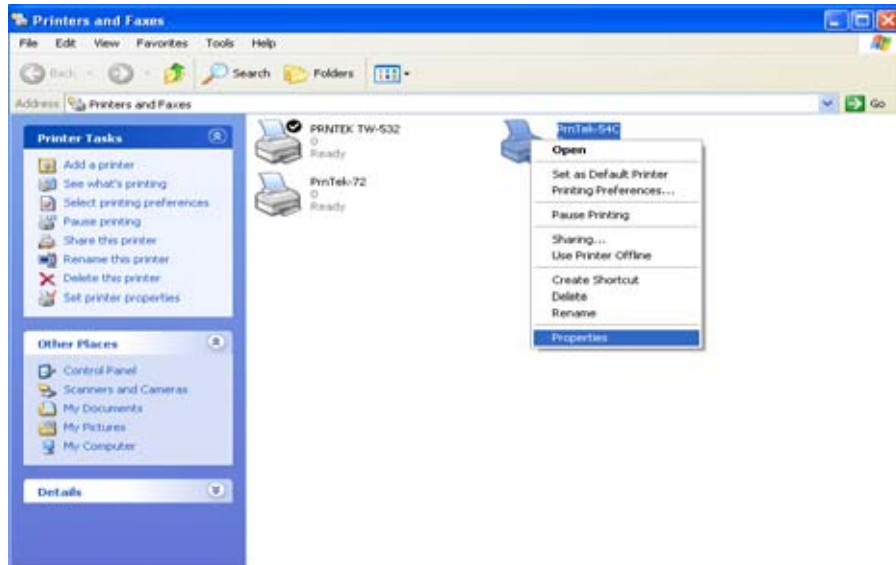 Printers and Faxes
File Edit View Favorites Tools Help
Back Search Folders
Address Printers and Faxes Go
Printer Tasks
Add a printer
See what's printing
Select printing preferences
Pause printing
Share this printer
Rename this printer
Delete this printer
Set printer properties
Other Places
Control Panel
Scanners and Cameras
My Documents
My Pictures
My Computer
Details
PRNTEK TW-532
0
Ready
PrnTek-72
0
Ready
PrnTek-54C
Open
Set as Default Printer
Printing Preferences...
Pause Printing
Sharing...
Use Printer Offline
Create Shortcut
Delete
Rename
Properties